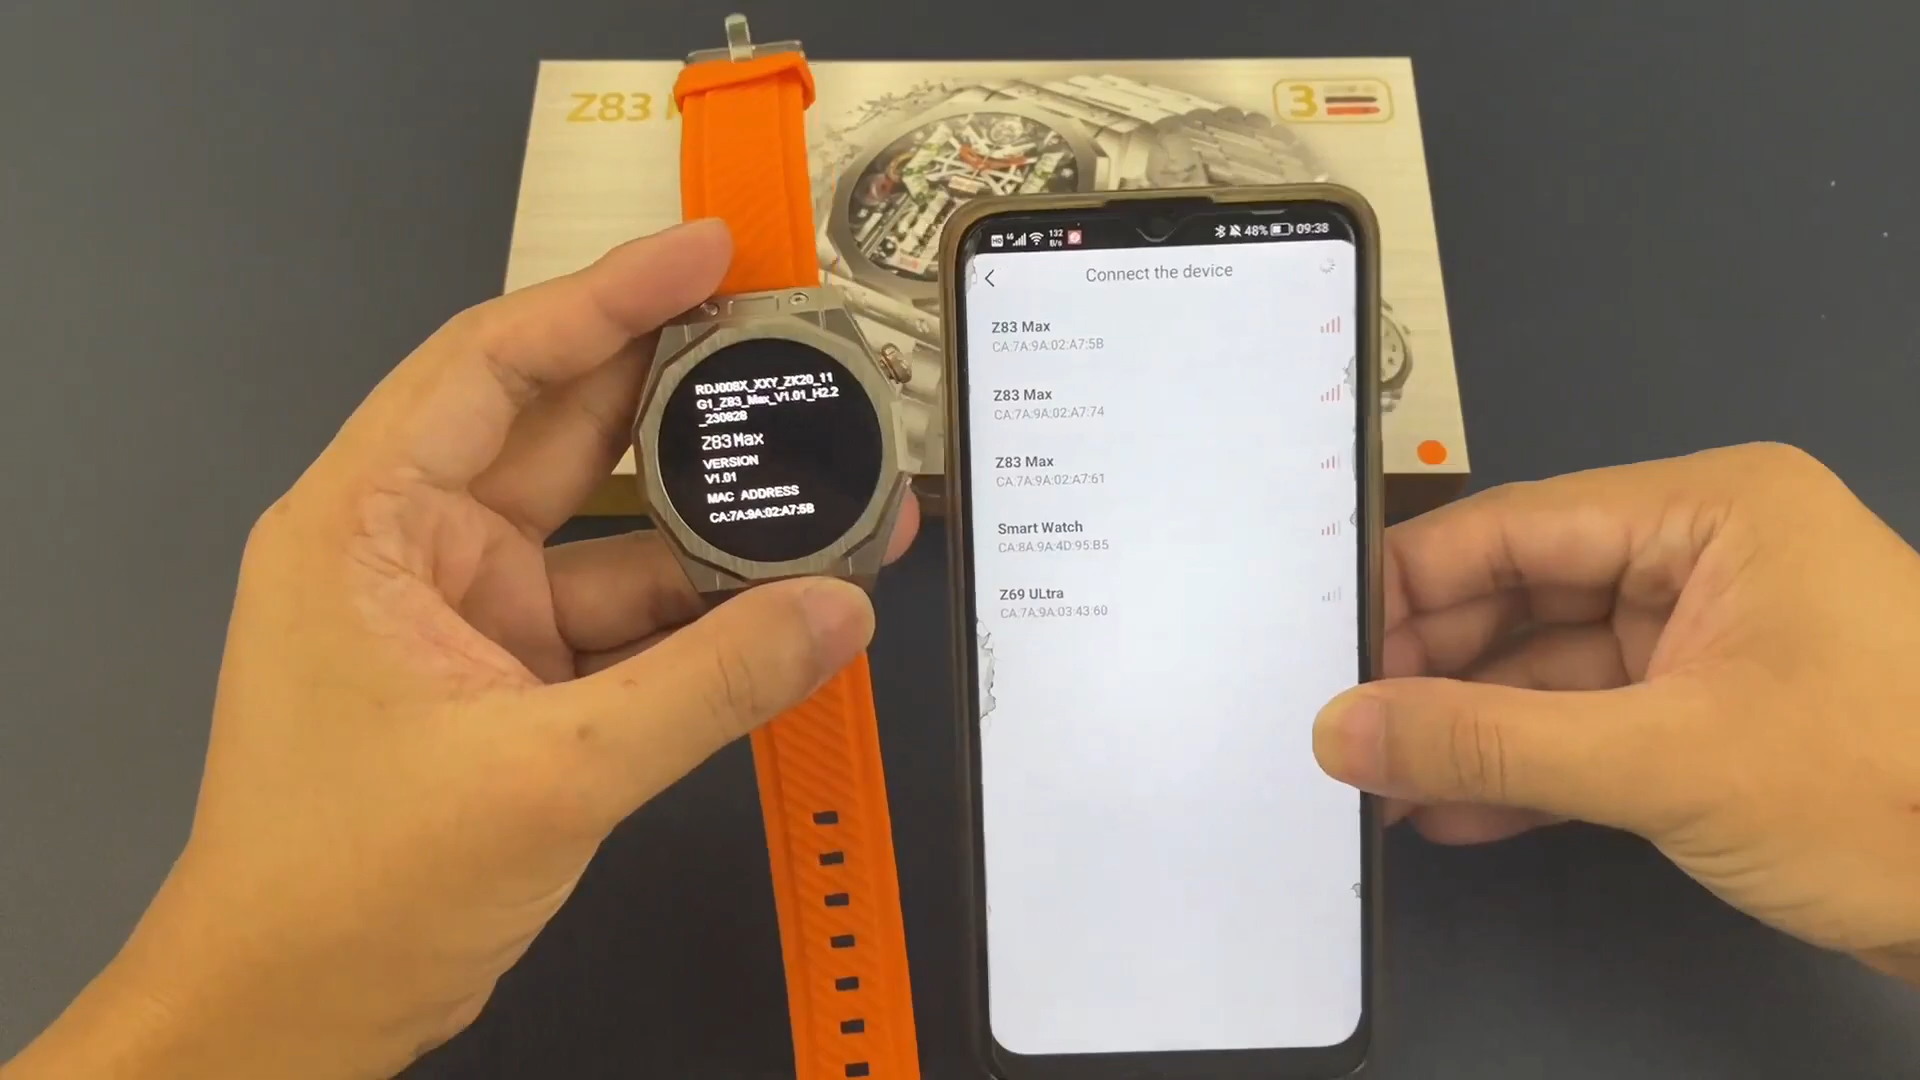 Z83
3
132
B/s
48%
09:38
Connect the device
Z83 Max
CA:7A:9A:02:A7:5B
Z83 Max
CA:7A:9A:02:A7:74
Z83 Max
CA:7A:9A:02:A7:61
Smart Watch
CA:8A:9A:4D:95:B5
Z69 ULtra
CA:7A:9A:03:43:60
RDJ008X_XXY_ZK20_11
G1_Z83_Max_V1.01_H2.2
_230828
Z83 Max
VERSION
V1.01
MAC ADDRESS
CA:7A:9A:02:A7:5B